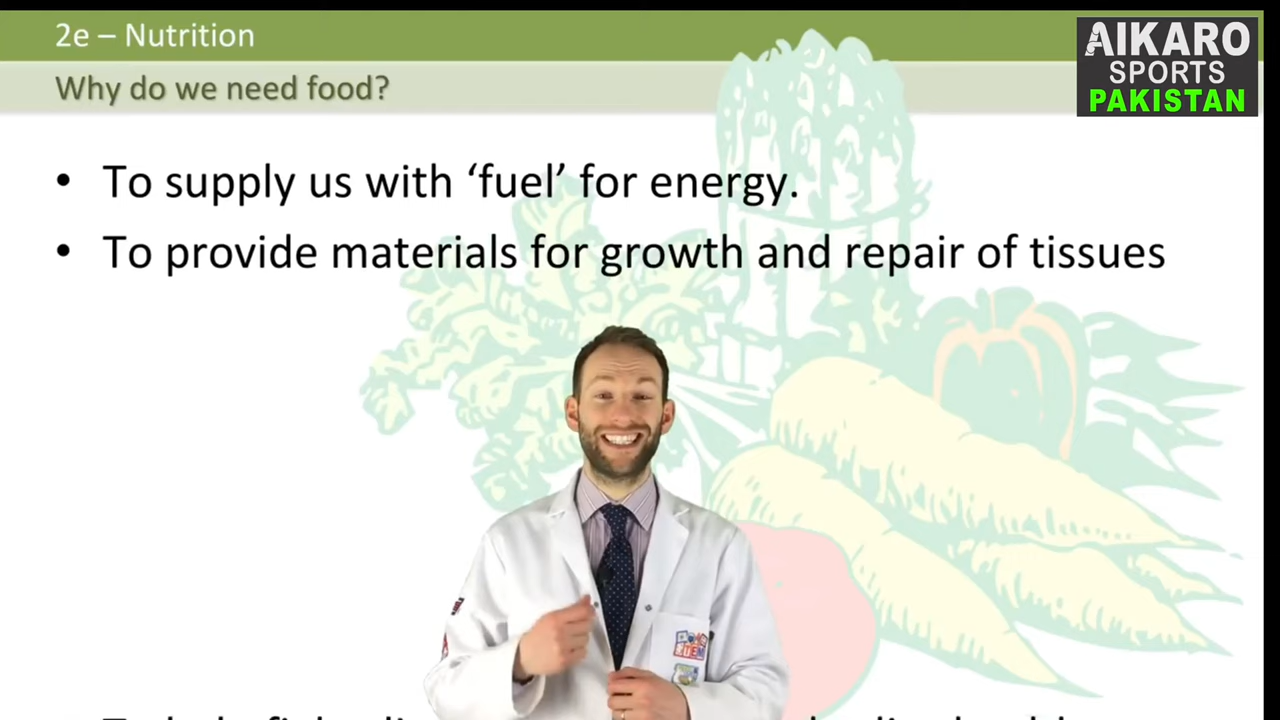 2e – Nutrition
AIKARO
SPORTS
PAKISTAN
Why do we need food?
• To supply us with ‘fuel’ for energy.
• To provide materials for growth and repair of tissues
STEM